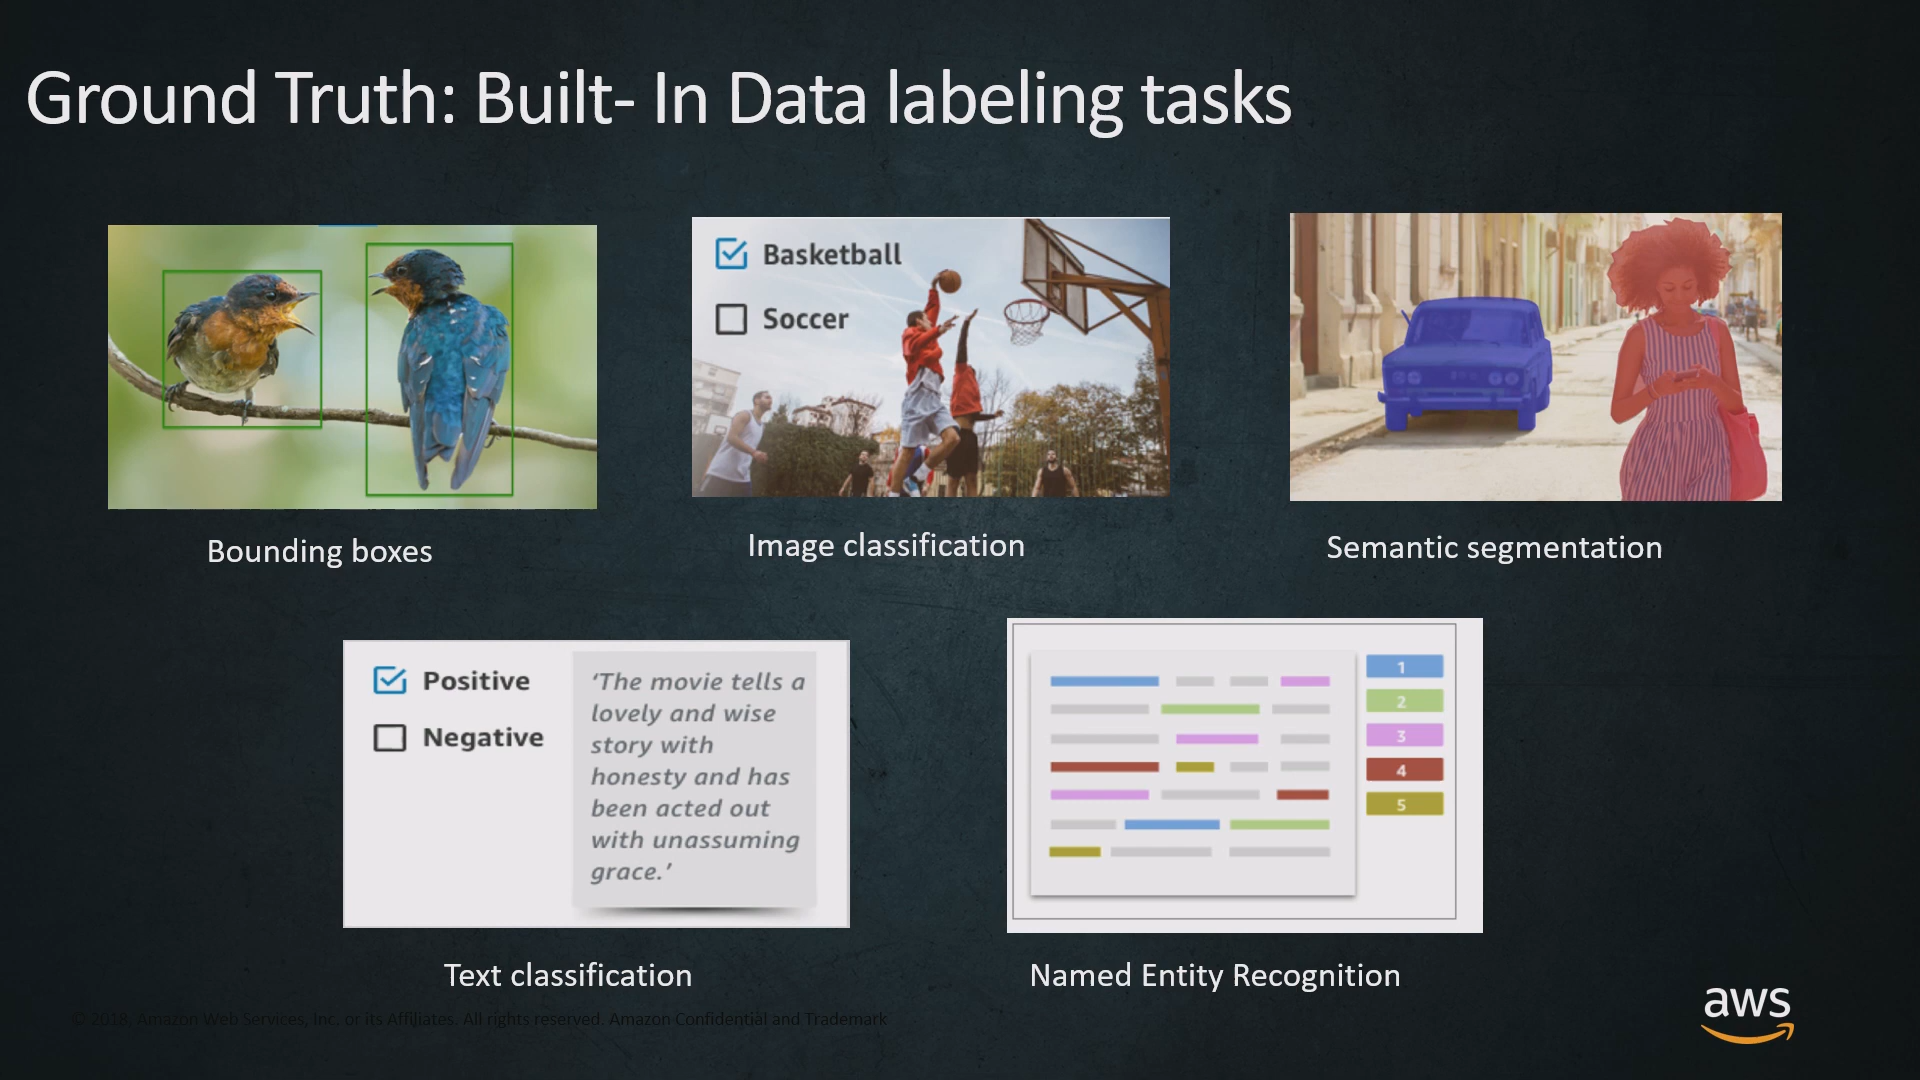 Ground Truth: Built- In Data labeling tasks
Basketball
Soccer
Bounding boxes
Image classification
Semantic segmentation
Positive
Negative
‘The movie tells a
lovely and wise
story with
honesty and has
been acted out
with unassuming
grace.’
1
2
3
4
5
Text classification
Named Entity Recognition
© 2018, Amazon Web Services, Inc. or its Affiliates. All rights reserved. Amazon Confidential and Trademark
aws